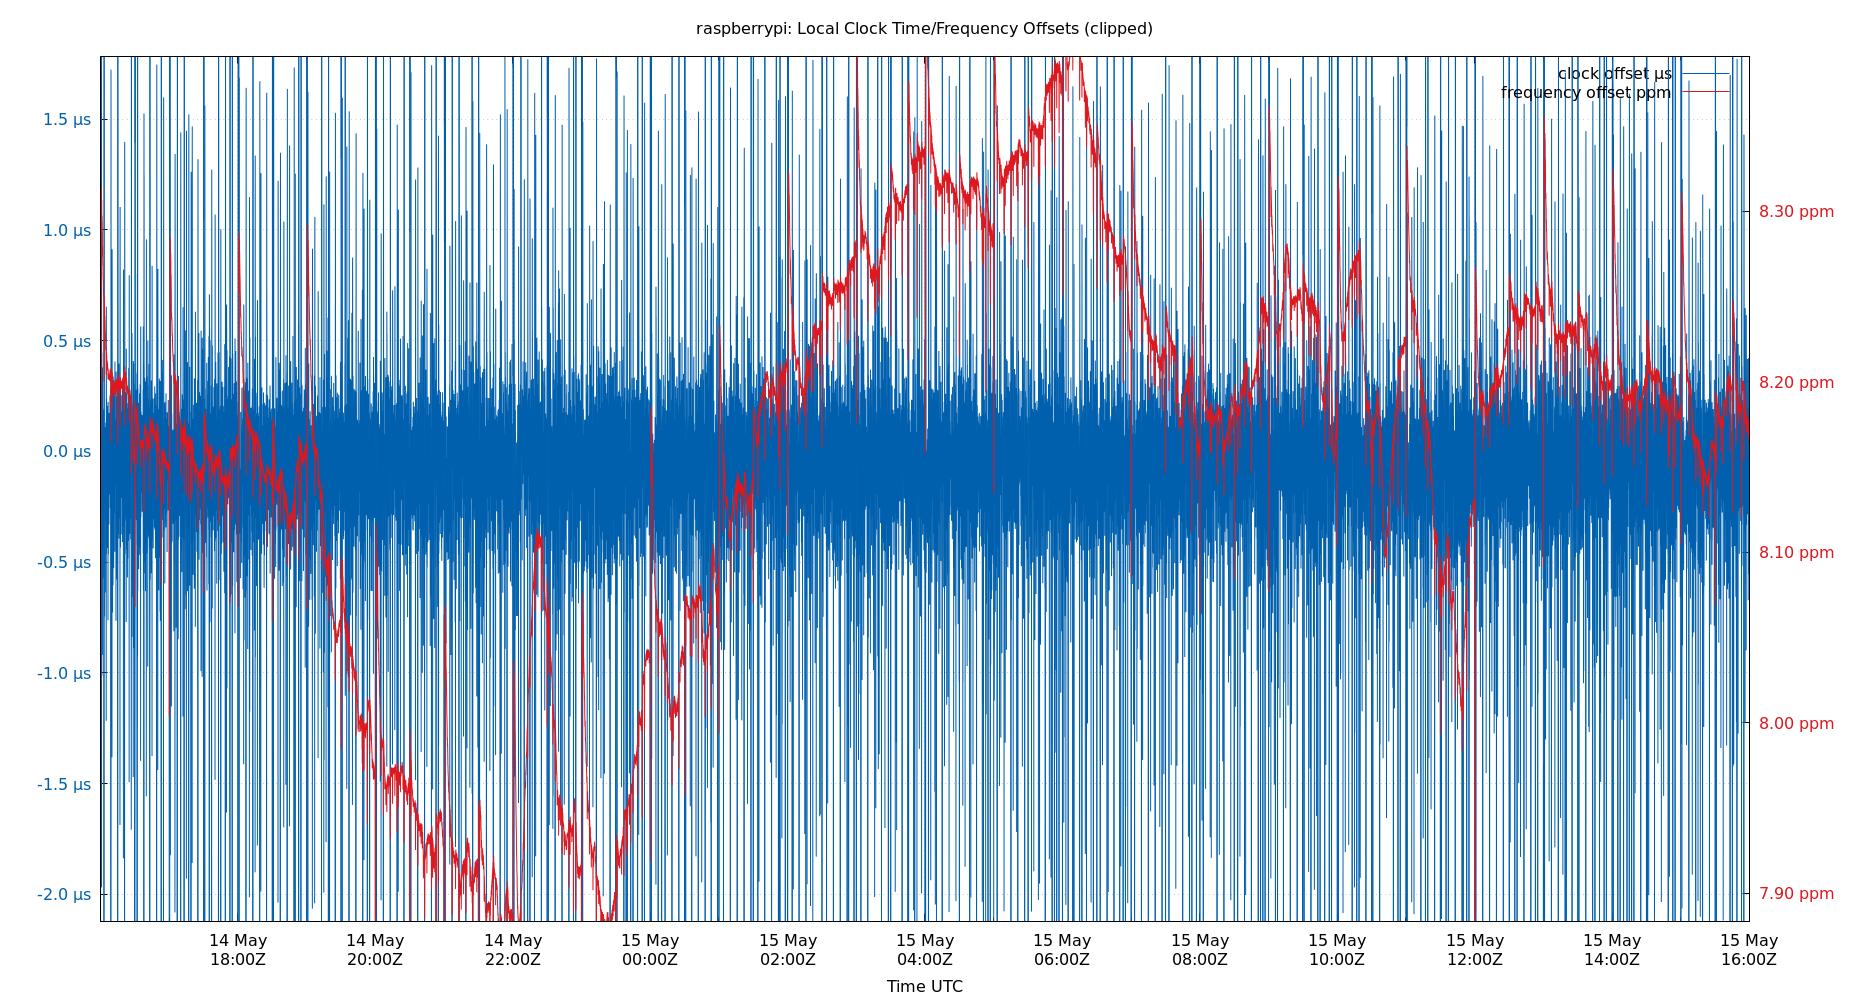 raspberrypi: Local Clock Time/Frequency Offsets (clipped)
clock offset µs
frequency offset ppm
1.5 µs
1.0 µs
0.5 µs
0.0 µs
-0.5 µs
-1.0 µs
-1.5 µs
-2.0 µs
8.30 ppm
8.20 ppm
8.10 ppm
8.00 ppm
7.90 ppm
14 May 14 May 14 May 15 May 15 May 15 May 15 May 15 May 15 May 15 May 15 May 15 May
18:00Z 20:00Z 22:00Z 00:00Z 02:00Z 04:00Z 06:00Z 08:00Z 10:00Z 12:00Z 14:00Z 16:00Z
Time UTC